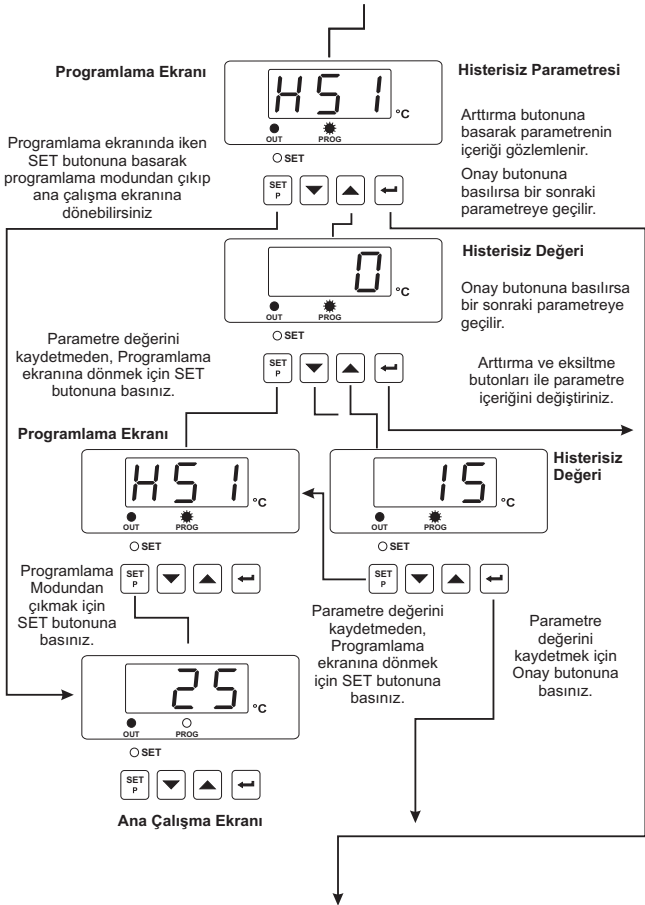 Programlama Ekranı
HS1
°C
OUT
PROG
SET
SET
P
Histerisiz Parametresi
Arttırma butonuna
basarak parametrenin
içeriği gözlemlenir.
Onay butonuna
basılırsa bir sonraki
parametreye geçilir.
Programlama ekranında iken
SET butonuna basarak
programlama modundan çıkıp
ana çalışma ekranına
dönebilirsiniz
0
°C
OUT
PROG
SET
SET
P
Histerisiz Değeri
Onay butonuna basılırsa
bir sonraki parametreye
geçilir.
Parametre değerini
kaydetmeden, Programlama
ekranına dönmek için SET
butonuna basınız.
Arttırma ve eksiltme
butonları ile parametre
içeriğini değiştiriniz.
Programlama Ekranı
HS1
°C
OUT
PROG
SET
SET
P
15
°C
OUT
PROG
SET
SET
P
Histerisiz
Değeri
Programlama
Modundan
çıkmak için
SET butonuna
basınız.
Parametre değerini
kaydetmeden,
Programlama
ekranına dönmek
için SET butonuna
basınız.
Parametre
değerini
kaydetmek için
Onay butonuna
basınız.
25
°C
OUT
PROG
SET
SET
P
Ana Çalışma Ekranı